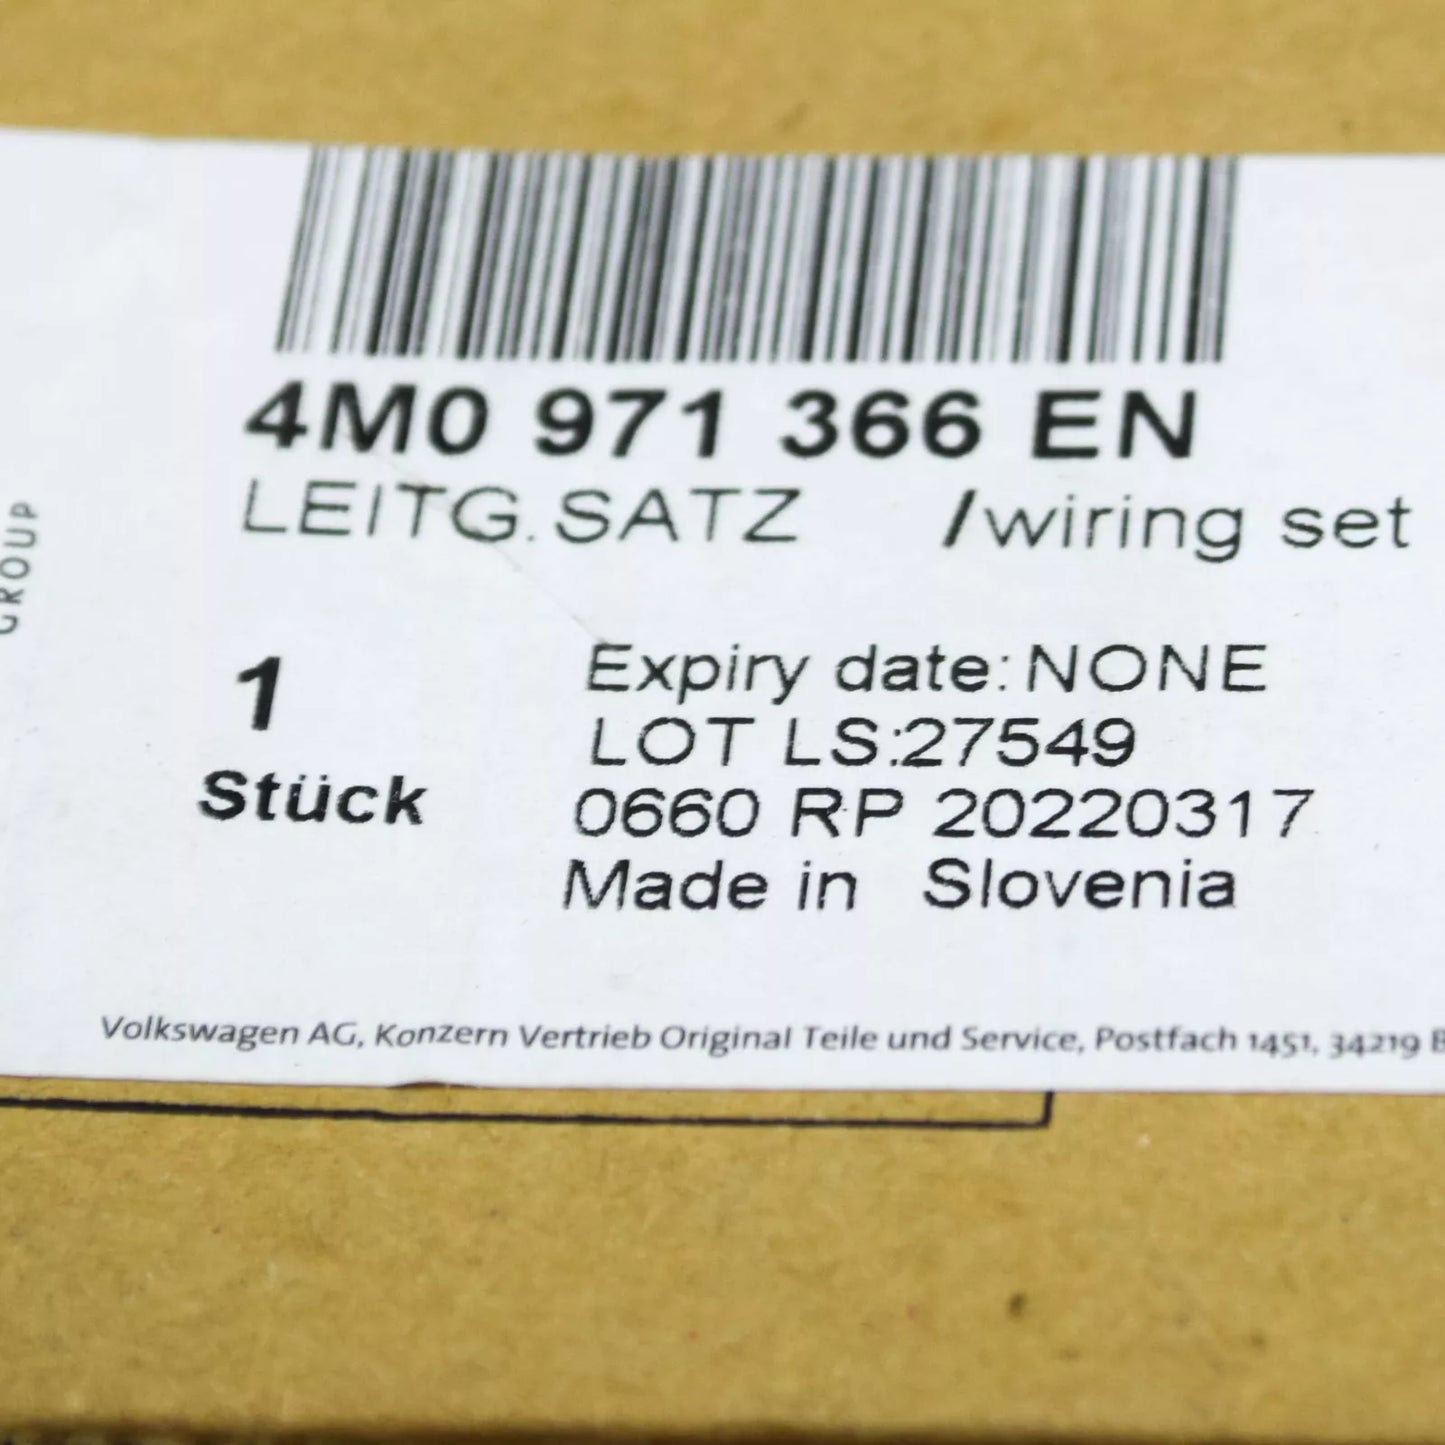 4M0 971 366 EN
LEITG.SATZ /wiring set
GROUP
1
Stück
Expiry date:NONE
LOT LS:27549
0660 RP 20220317
Made in Slovenia
Volkswagen AG, Konzern Vertrieb Original Teile und Service, Postfach 1451, 34219